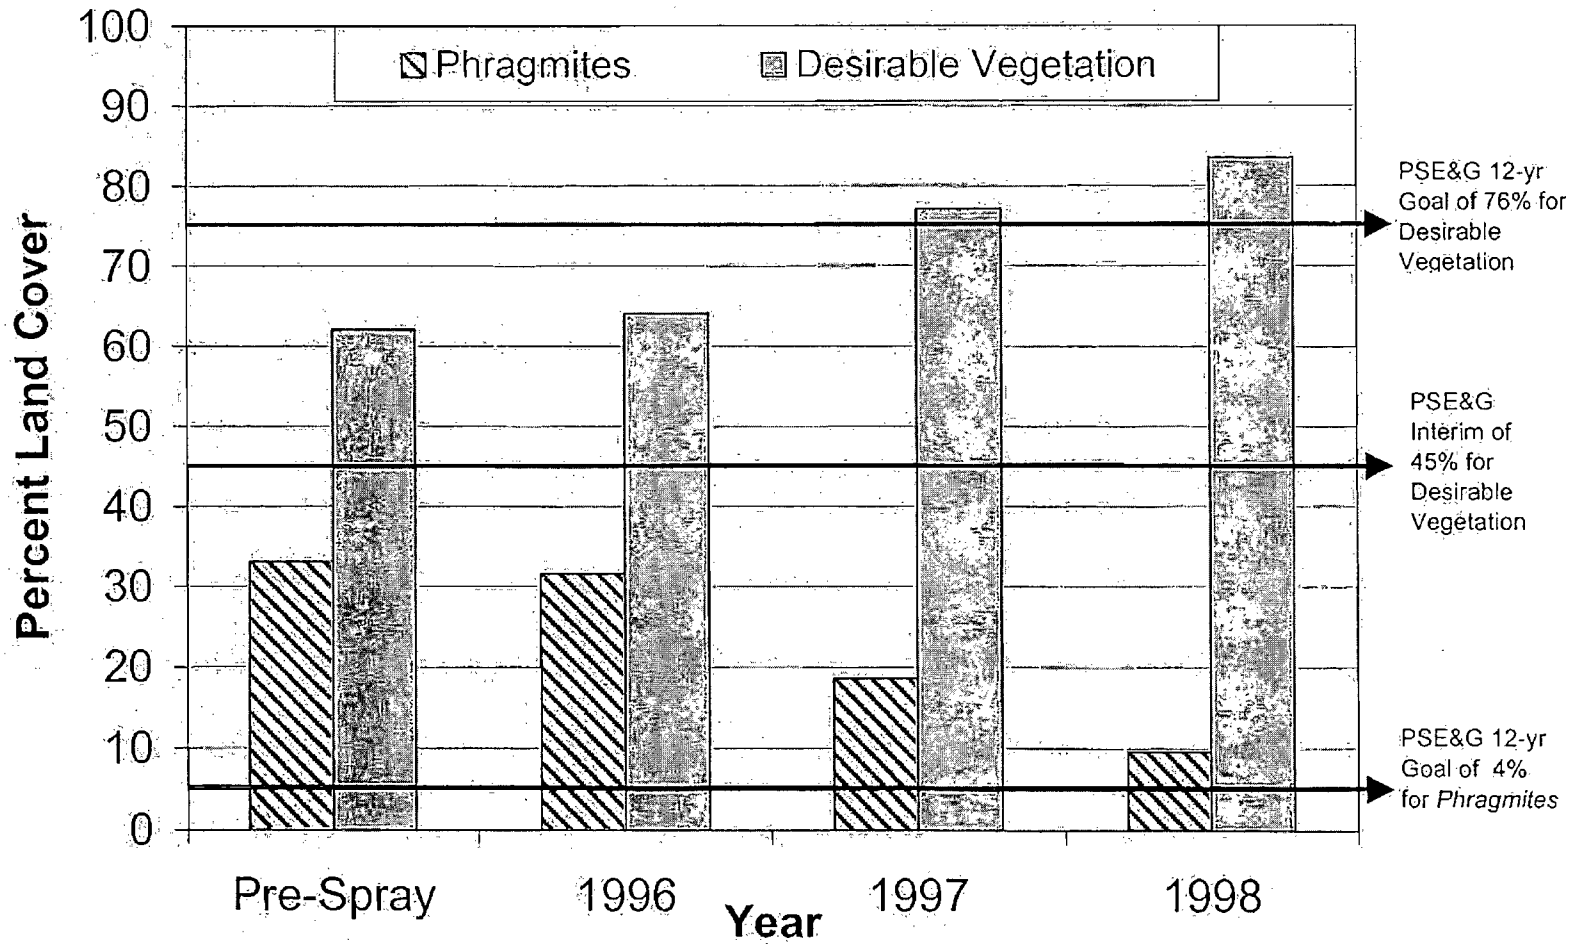 Phragmites Desirable Vegetation
Percent Land Cover
100
90
80
70
60
50
40
30
20
10
0
PSE&G 12-yr
Goal of 76% for
Desirable
Vegetation
PSE&G
Interim of
45% for
Desirable
Vegetation
PSE&G 12-yr
Goal of 4%
for Phragmites
Pre-Spray 1996 1997 1998
Year